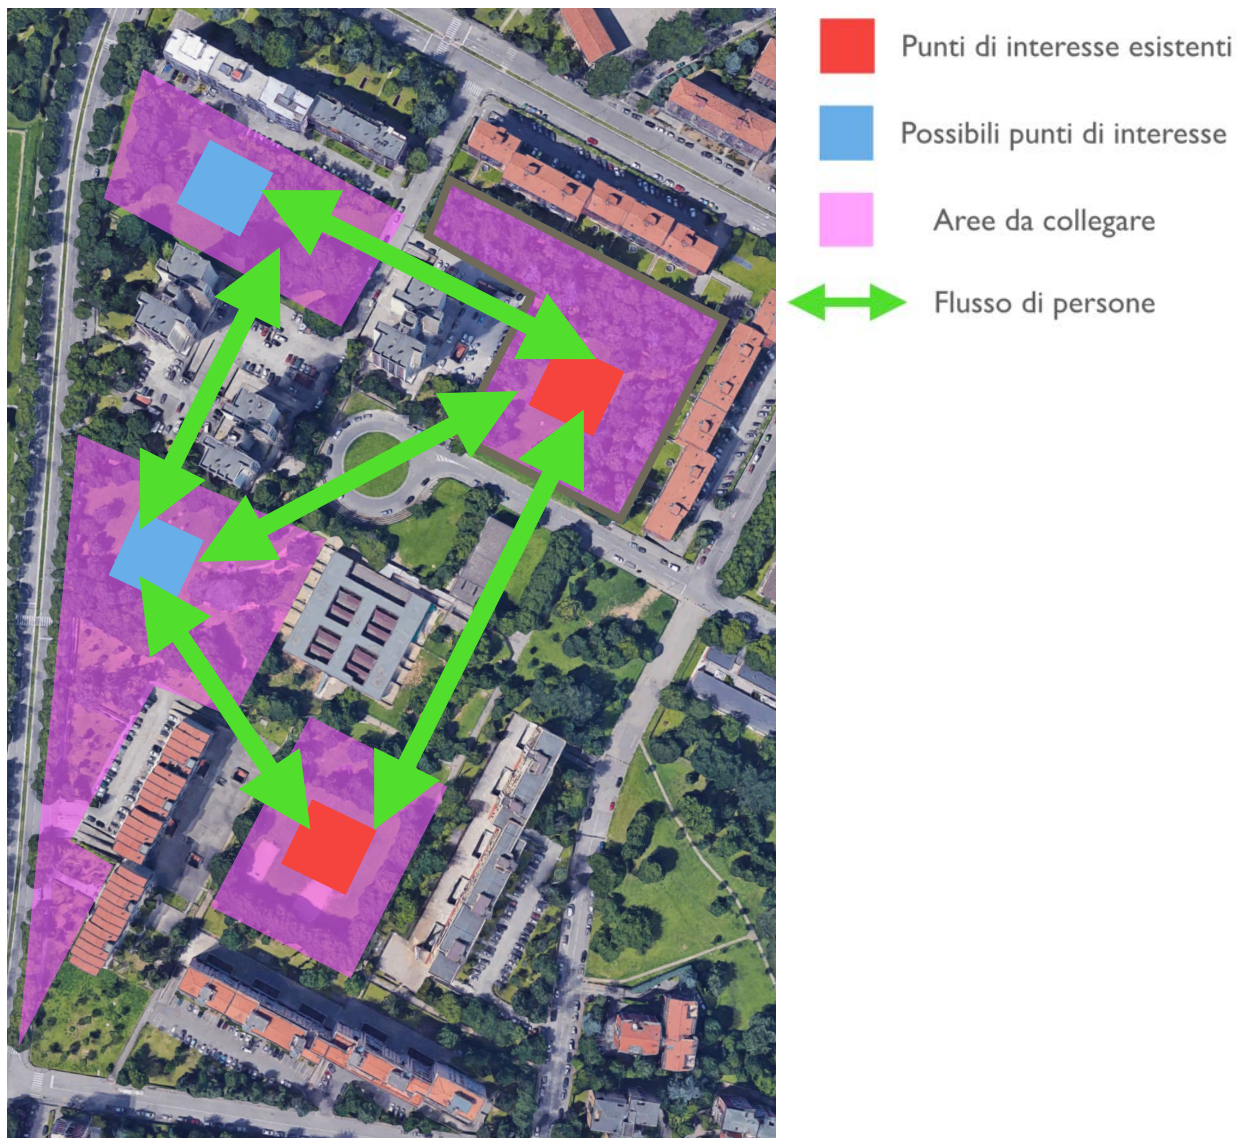 Punti di interesse esistenti
Possibili punti di interesse
Aree da collegare
Flusso di persone